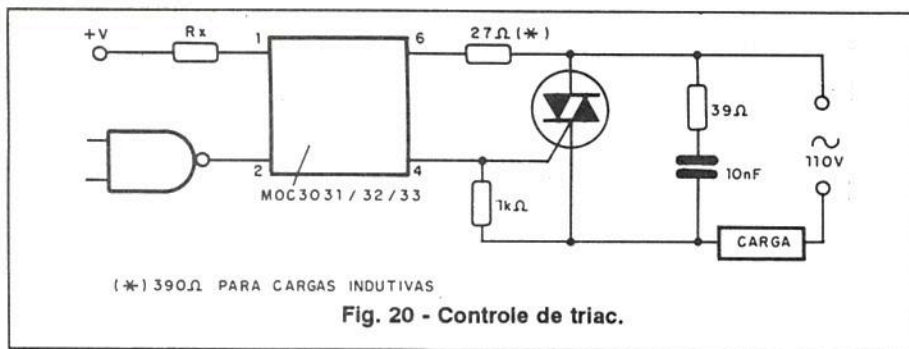 +V
Rx
1
6
27Ω(*)
39Ω
110V
10nF
2
4
MOC3031/32/33
1kΩ
CARGA
(*) 390Ω PARA CARGAS INDUTIVAS
Fig. 20 - Controle de triac.